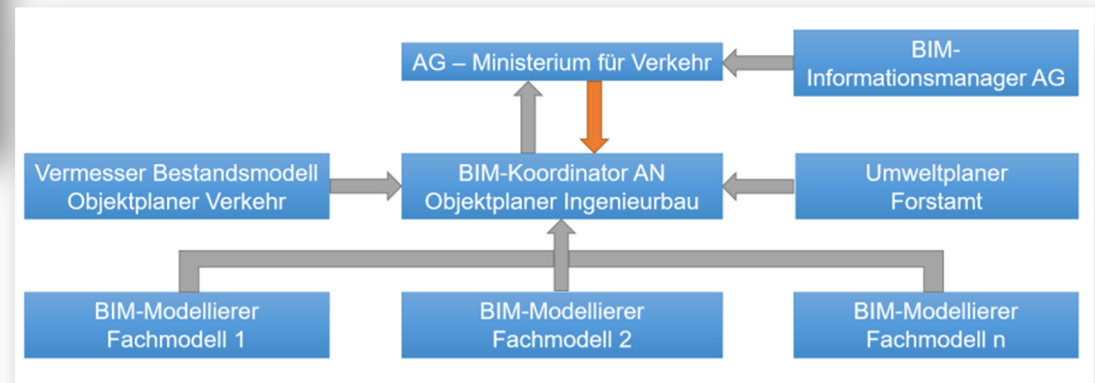 AG – Ministerium für Verkehr
BIM-
Informationsmanager AG
Vermesser Bestandsmodell
Objektplaner Verkehr
BIM-Koordinator AN
Objektplaner Ingenieurbau
Umweltplaner
Forstamt
BIM-Modellierer
Fachmodell 1
BIM-Modellierer
Fachmodell 2
BIM-Modellierer
Fachmodell n